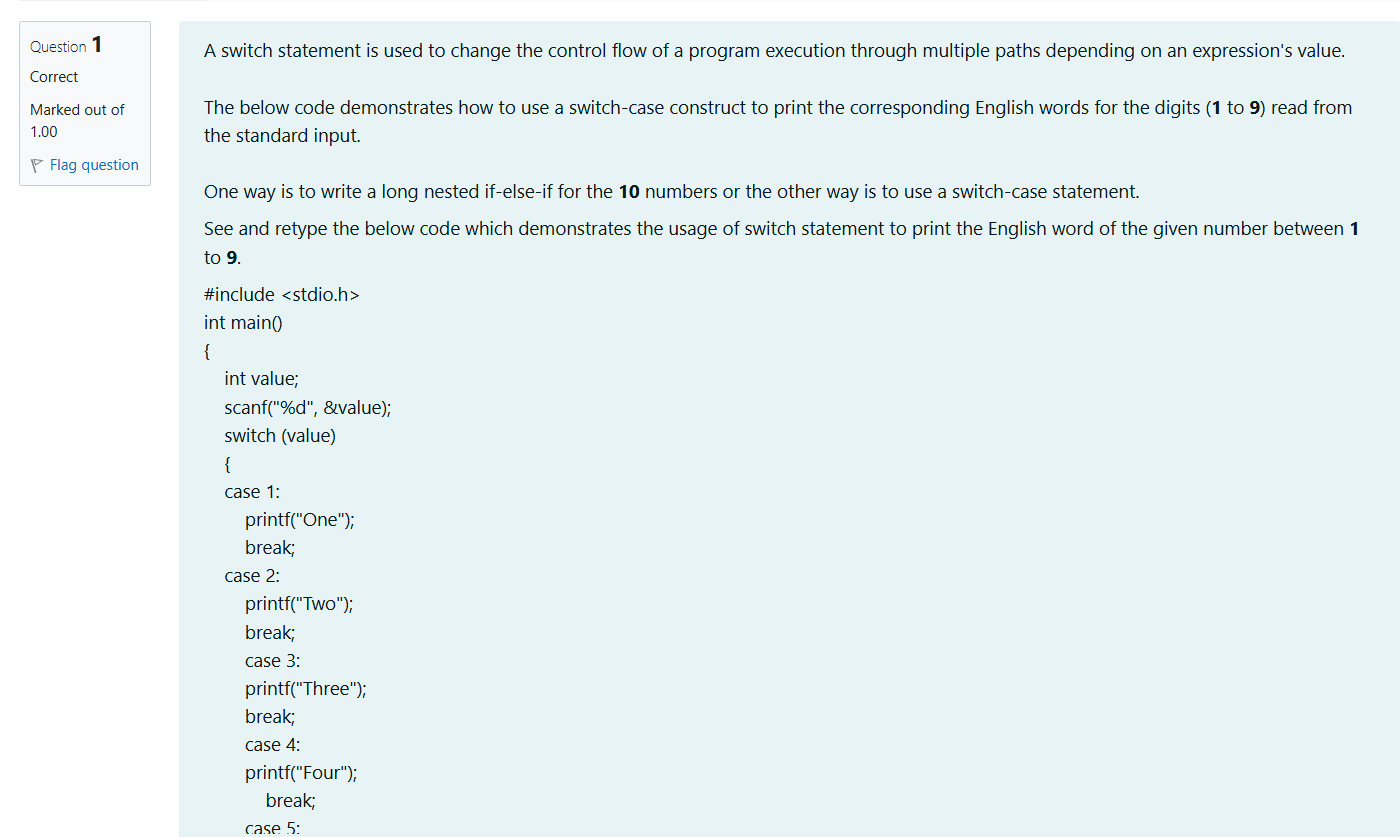 Question 1
Correct
Marked out of
1.00
Flag question
A switch statement is used to change the control flow of a program execution through multiple paths depending on an expression's value.
The below code demonstrates how to use a switch-case construct to print the corresponding English words for the digits (1 to 9) read from
the standard input.
One way is to write a long nested if-else-if for the 10 numbers or the other way is to use a switch-case statement.
See and retype the below code which demonstrates the usage of switch statement to print the English word of the given number between 1
to 9.
#include <stdio.h>
int main()
{
int value;
scanf("%d", &value);
switch (value)
{
case 1:
printf("One");
break;
case 2:
printf("Two");
break;
case 3:
printf("Three");
break;
case 4:
printf("Four");
break;
case 5: